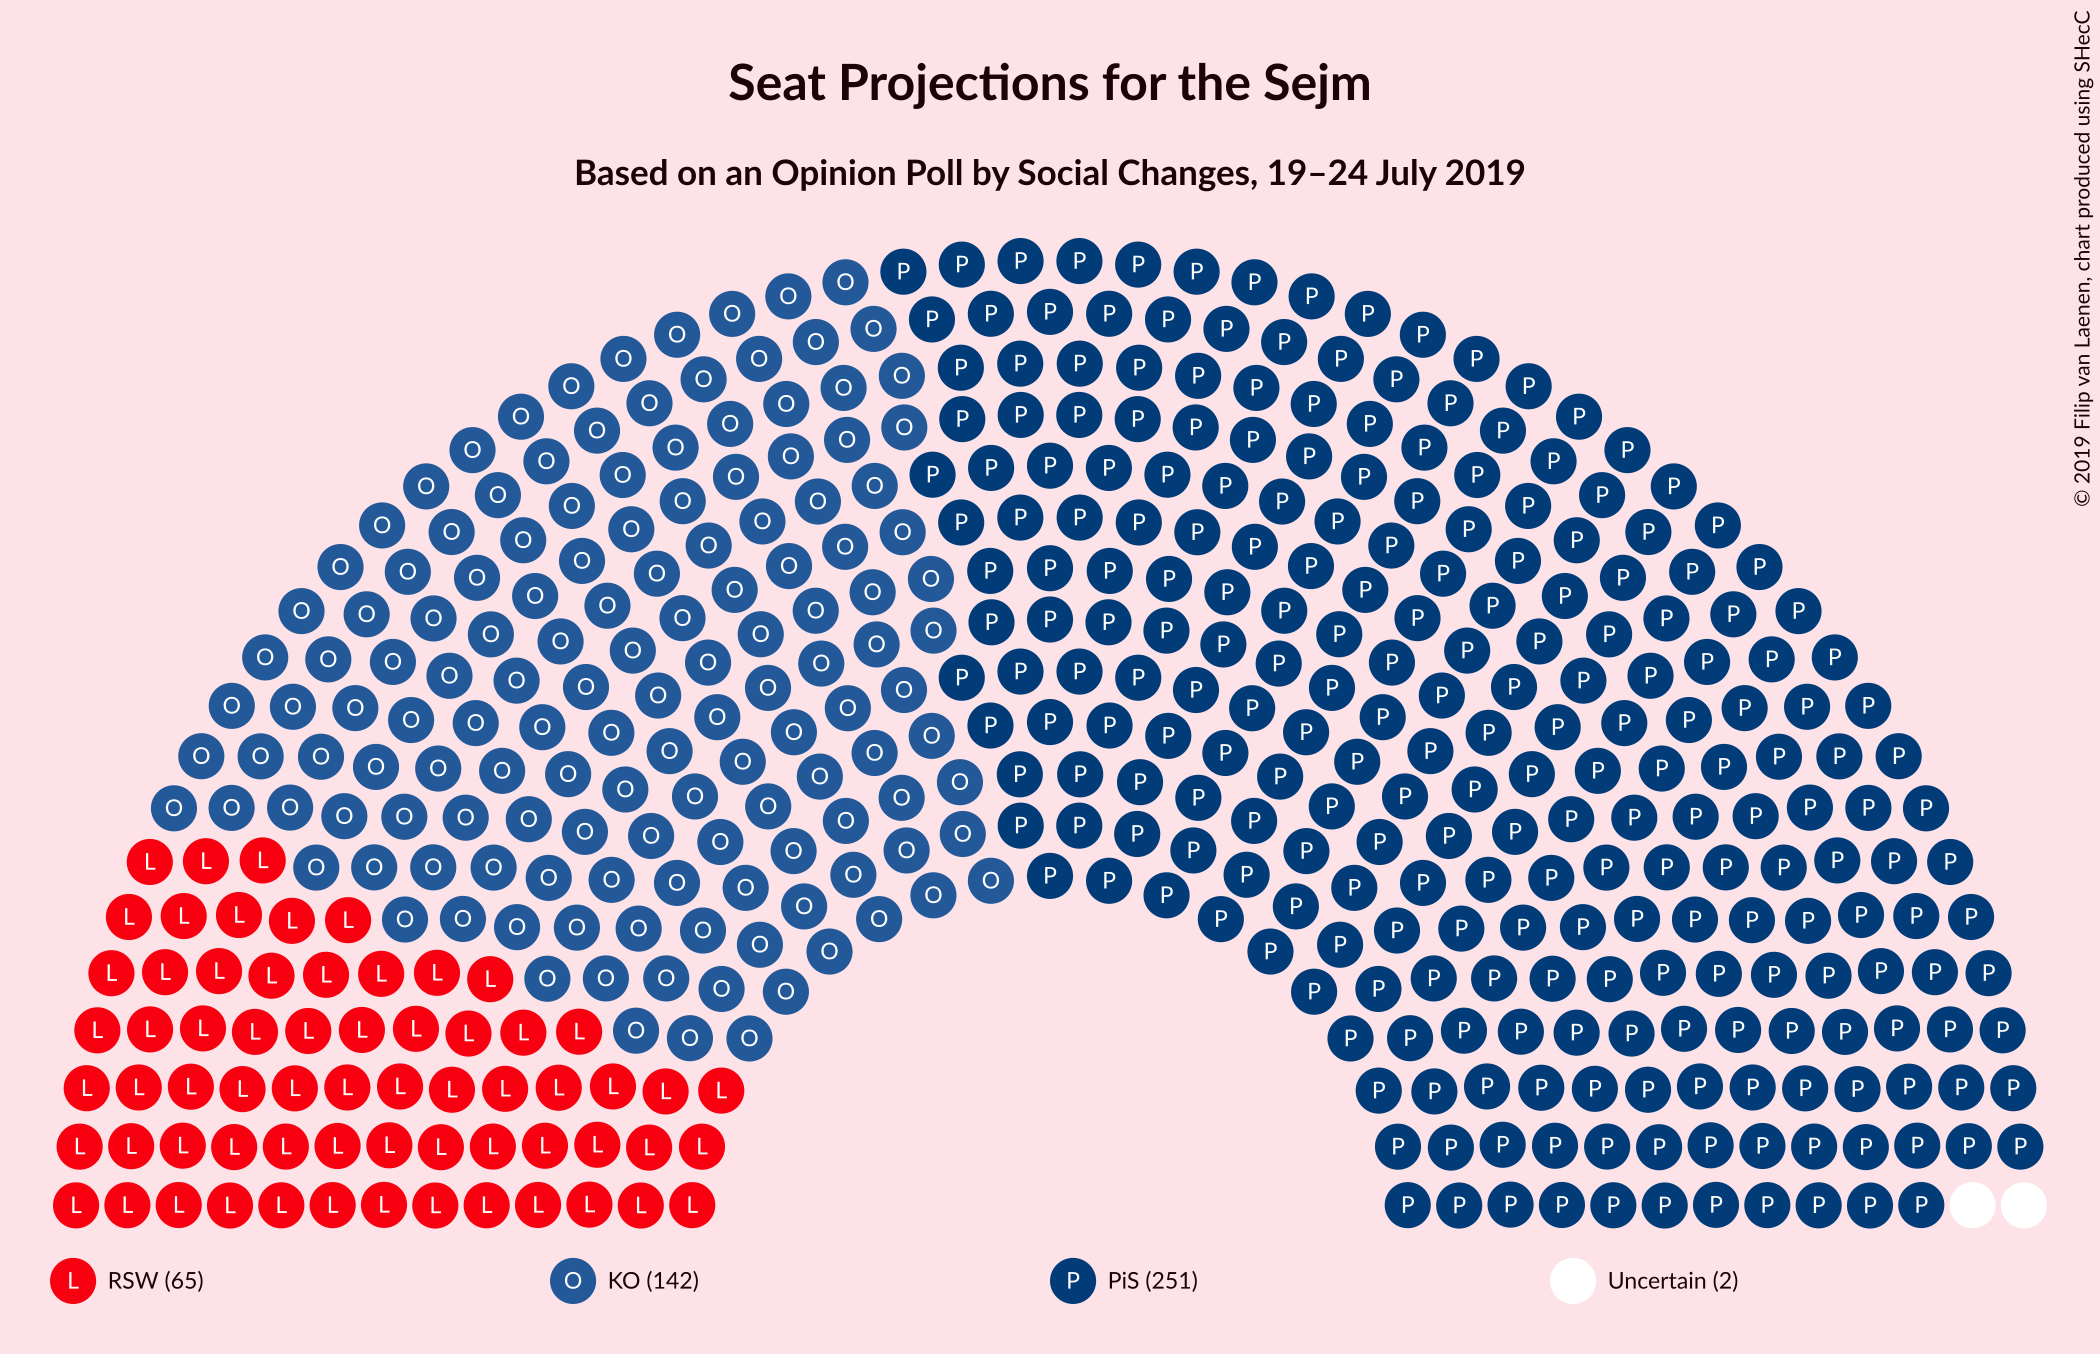 Seat Projections for the Sejm
Based on an Opinion Poll by Social Changes, 19–24 July 2019
© 2019 Filip van Laenen, chart produced using SHecC
L RSW (65)
O KO (142)
P PiS (251)
Uncertain (2)